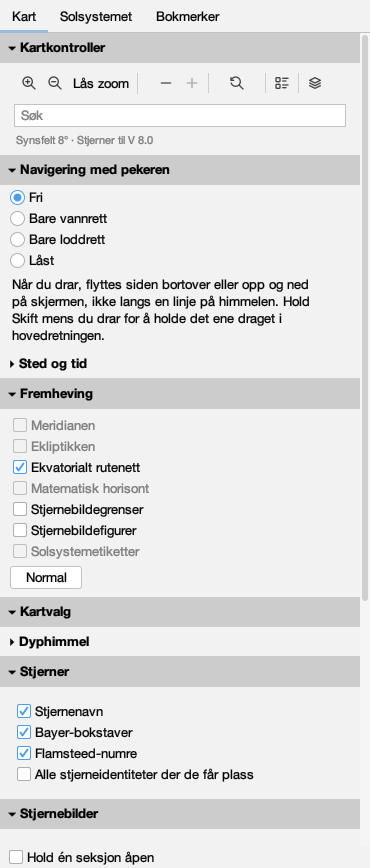 Kart Solsystemet Bokmerker
Kartkontroller
Lås zoom
Søk
Synsfelt 8° · Stjerner til V 8.0
Navigering med pekeren
Fri
Bare vannrett
Bare loddrett
Låst
Når du drar, flyttes siden bortover eller opp og ned
på skjermen, ikke langs en linje på himmelen. Hold
Skift mens du drar for å holde det ene draget i
hovedretningen.
Sted og tid
Fremheving
Meridianen
Ekliptikken
Ekvatorialt rutenett
Matematisk horisont
Stjernebildegrenser
Stjernebildefigurer
Solsystemetiketter
Normal
Kartvalg
Dyphimmel
Stjerner
Stjernenavn
Bayer-bokstaver
Flamsteed-numre
Alle stjerneidentiteter der de får plass
Stjernebilder
Hold én seksjon åpen